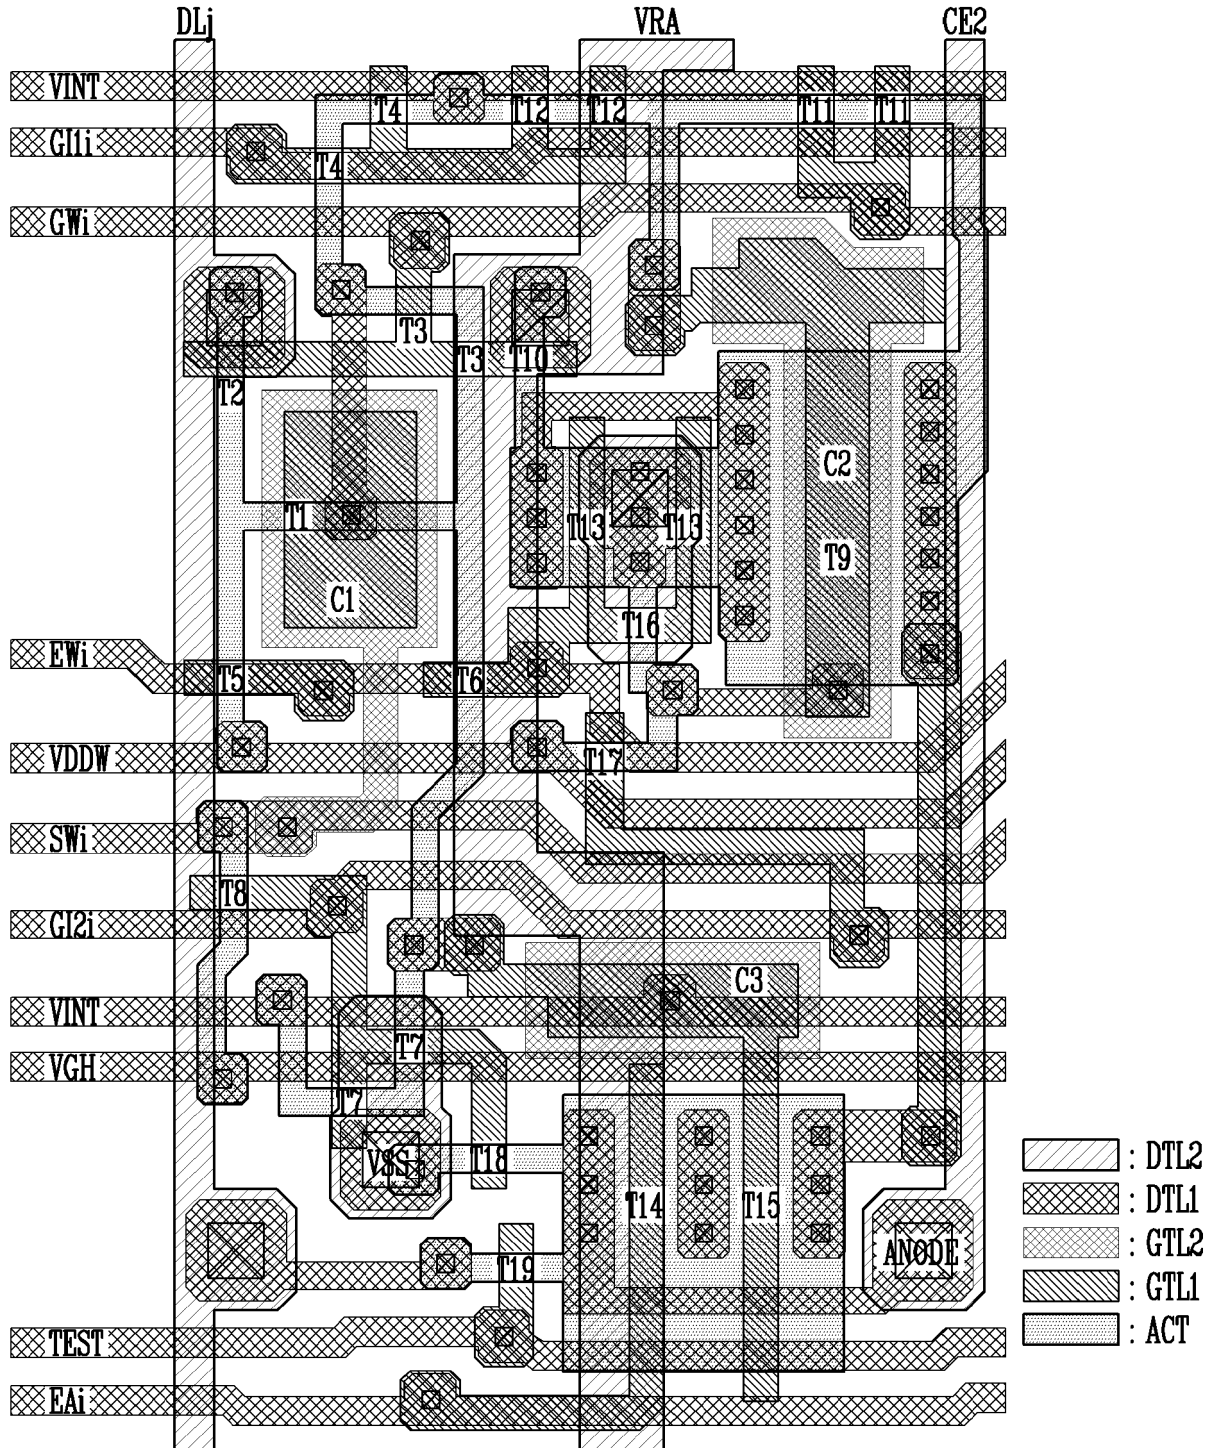 DLj VRA CE2
VINT
T4 T12 T12 T11 T11
GI1i
T4
GWi
T3
T3 T10
T2
C2
T1 T13 T13
T9
C1
T16
EWi
T5 T6
VDDW
T17
SWi
T8
GI2i
C3
VINT
T7
VGH
T7
VSS
T18
: DTL2
T14 T15
: DTL1
ANODE
: GTL2
T19
: GTL1
TEST
: ACT
EAi